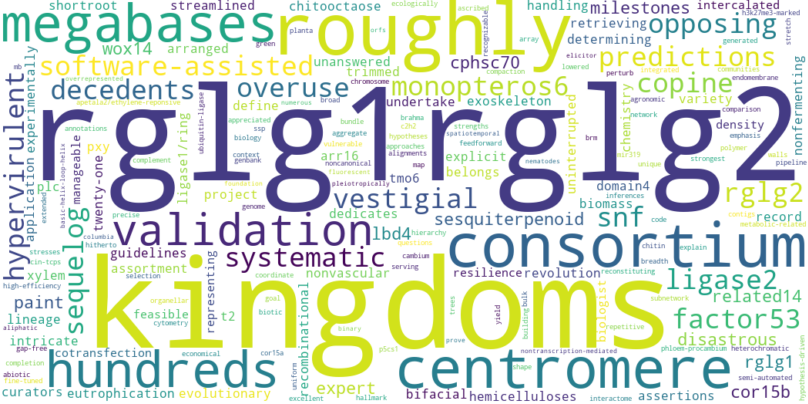 shortroot streamlined chitooctaose handling milestones intercalated h3k27me3-marked
megabases roughly retrieving opposing
wox14 arranged unanswered determining
software-assisted trimmed cphsc70 predictions
decedents overuse monopteros6 copine
define undertake exoskeleton variety
rglg1rglg2
hypervirulent experimentally application manageable pxy twenty-one ligase1/ring arr16 explicit belongs uninterrupted chemistry density domain4 nonfermenting
plc project tmo6 dedicates rglg2
vestigial sesquiterpenoid biomass record
validation lbd4 snf
sequelog systematic consortium
xylem guidelines nonvascular resilience revolution
kingdoms ligase2
paint assortment representing recombinational biologist related14
lineage feasible t2 factor53
intricate cotransfection expert disastrous
hundreds centromere rglg1
curators eutrophication evolutionary bifacial hemicelluloses assertions cor15b
planta green orfs array elicitor lowered chromosome compaction generated endomembrane
annotations complement numerous broad biology ssp context genbank ubiquitin-ligase
appreciated bundle aggregate vulnerable fluorescent hypotheses approaches alignments map
brahma c2h2 strengths spatiotemporal feedforward noncanonical pleiotropically
perturb agronomic network comparison emphasis brm mir319 unique strongest polymer walls pipeline
basic-helix-loop-helix extended precise columbia hitherto foundation genome nematodes contigs metabolic-related
stresses cin-tcps high-efficiency selection organellar cytometry goal biotic coordinate hierarchy questions cambium serving
inferences code chitin explain breadth reconstituting subnetwork repetitive
aliphatic gap-free completion abiotic fine-tuned economical cor15a uniform excellent hallmark binary p5cs1 prove
yield building bulk trees shape nontranscription-mediated interactome phloem-procambium heterochromatic semi-automated hypothesis-driven